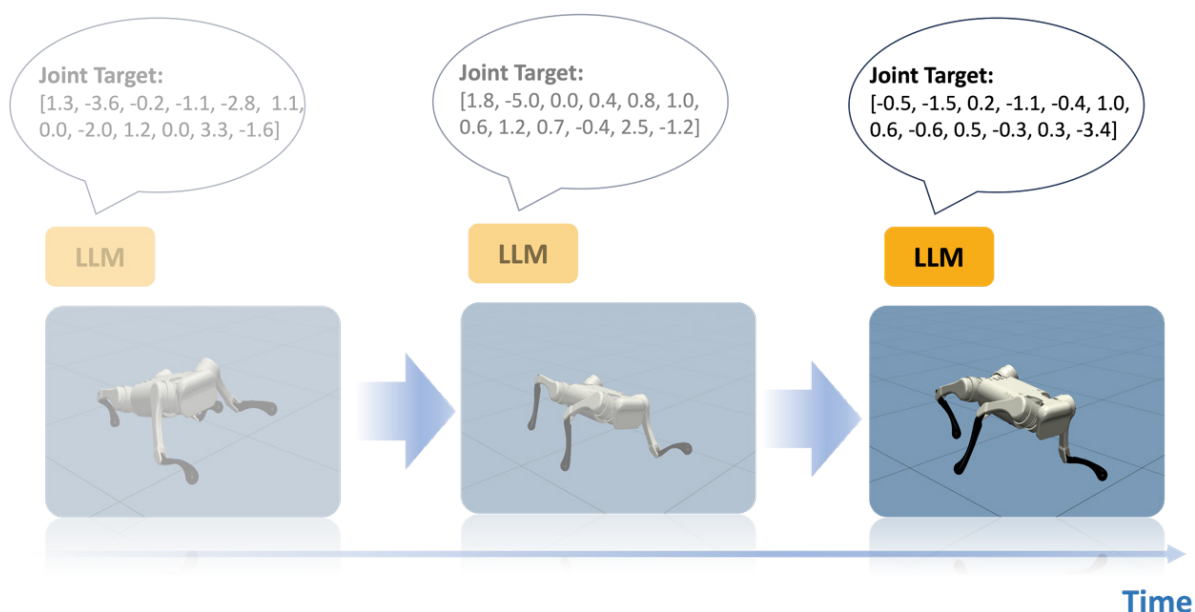 Joint Target:
[1.3, -3.6, -0.2, -1.1, -2.8, 1.1,
0.0, -2.0, 1.2, 0.0, 3.3, -1.6]
LLM
Joint Target:
[1.8, -5.0, 0.0, 0.4, 0.8, 1.0,
0.6, 1.2, 0.7, -0.4, 2.5, -1.2]
LLM
Joint Target:
[-0.5, -1.5, 0.2, -1.1, -0.4, 1.0,
0.6, -0.6, 0.5, -0.3, 0.3, -3.4]
LLM
Time